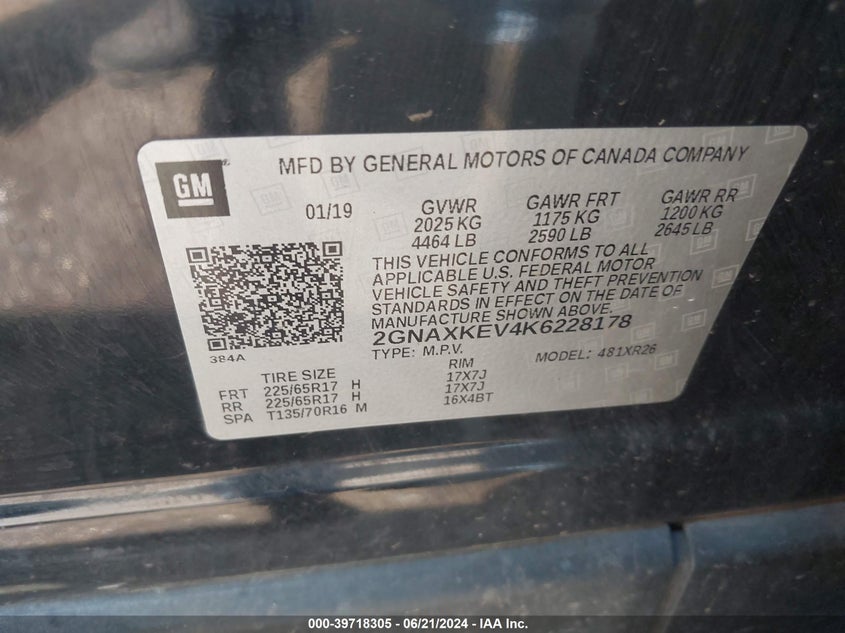 GM
MFD BY GENERAL MOTORS OF CANADA COMPANY
01/19
GVWR
2025 KG
4464 LB
GAWR FRT
1175 KG
2590 LB
GAWR RR
1200 KG
2645 LB
THIS VEHICLE CONFORMS TO ALL
APPLICABLE U.S. FEDERAL MOTOR
VEHICLE SAFETY AND THEFT PREVENTION
STANDARDS IN EFFECT ON THE DATE OF
MANUFACTURE SHOWN ABOVE.
2GNAXKEV4K6228178
TYPE: M.P.V. MODEL: 481XR26
384A
TIRE SIZE RIM
FRT 225/65R17 H 17X7J
RR 225/65R17 H 17X7J
SPA T135/70R16 M 16X4BT
000-39718305 - 06/21/2024 - IAA Inc.